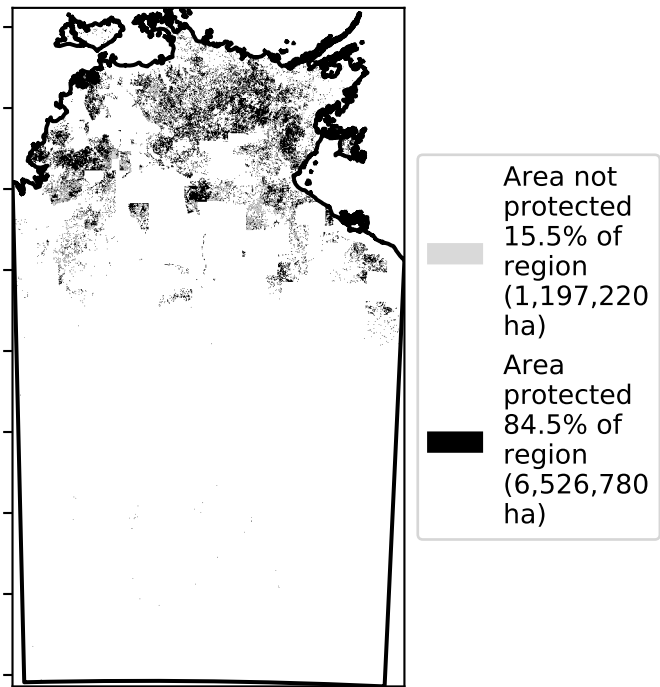 Area not
protected
15.5% of
region
(1,197,220
ha)
Area
protected
84.5% of
region
(6,526,780
ha)